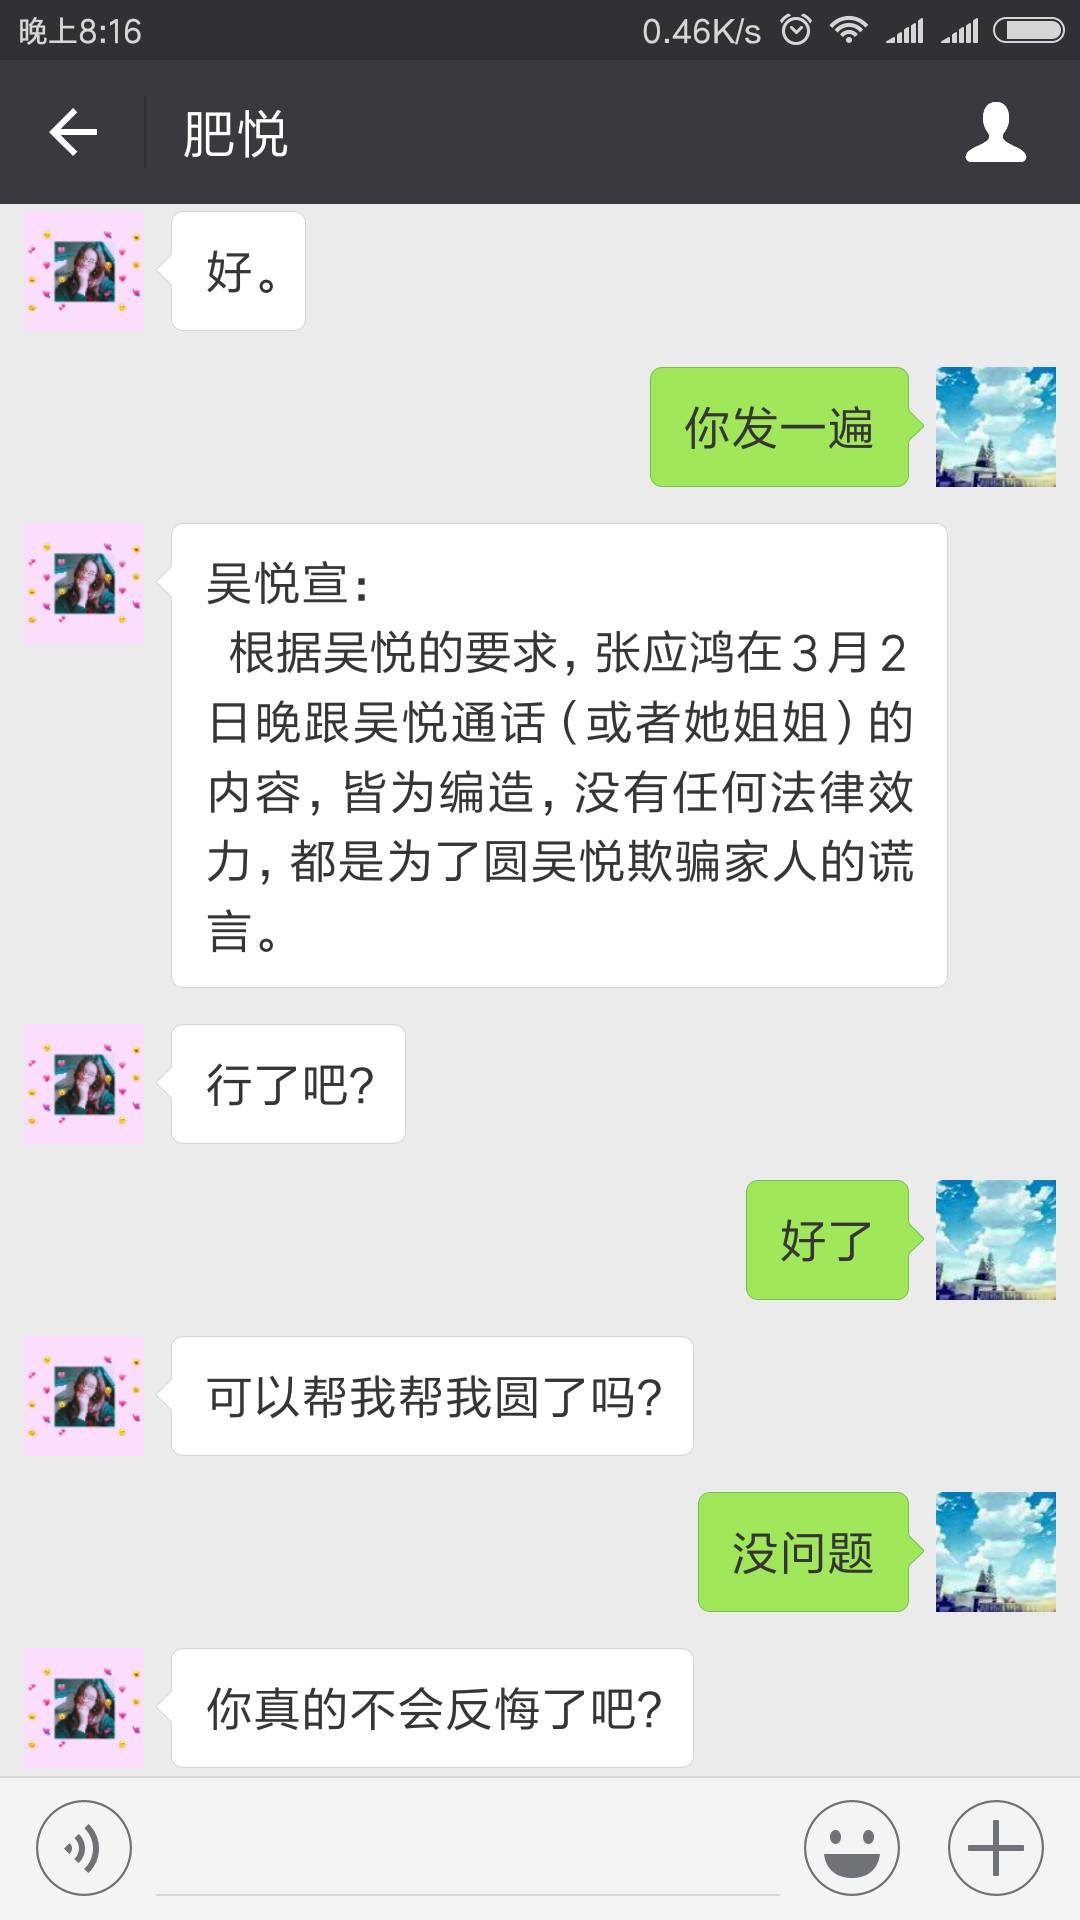 晚上8:16
0.46K/s
肥悦
好。
你发一遍
吴悦宣：
根据吴悦的要求，张应鸿在3月2
日晚跟吴悦通话（或者她姐姐）的
内容，皆为编造，没有任何法律效
力，都是为了圆吴悦欺骗家人的谎
言。
行了吧?
好了
可以帮我帮我圆了吗?
没问题
你真的不会反悔了吧?